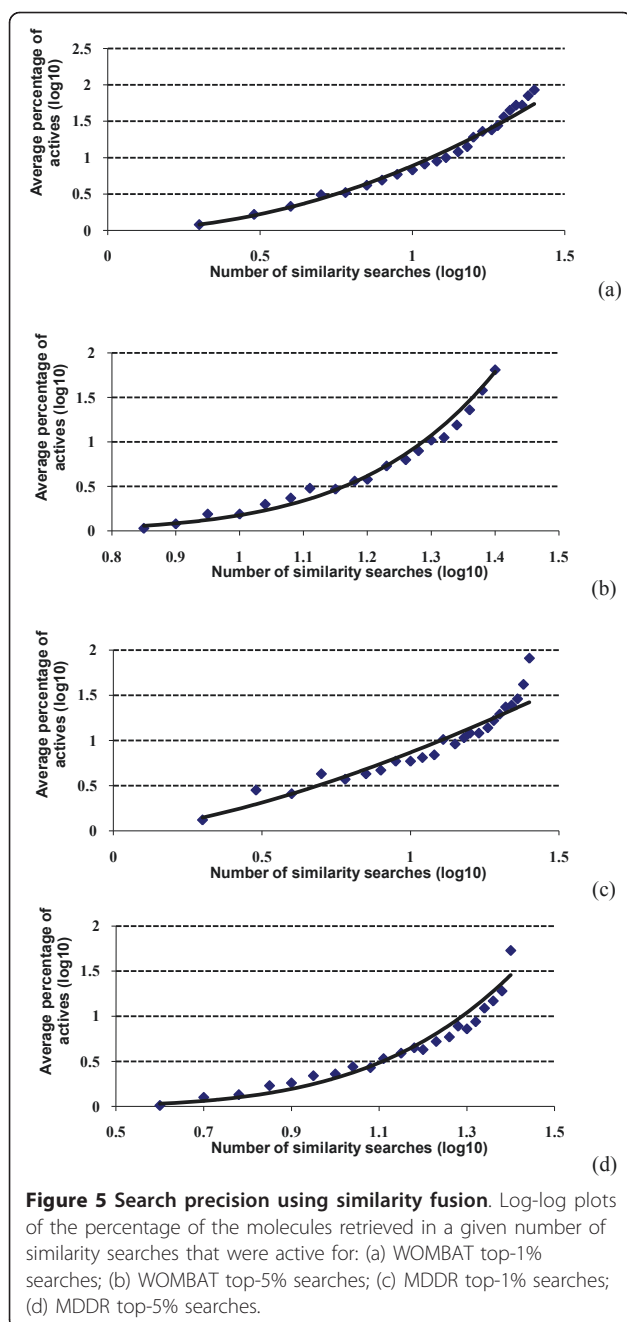 Average percentage of
actives (log10)
2.5
2
1.5
1
0.5
0
0
0.5
1
1.5
Number of similarity searches (log10)
(a)
Average percentage of
actives (log10)
2
1.5
1
0.5
0
0.8
0.9
1
1.1
1.2
1.3
1.4
1.5
Number of similarity searches (log10)
(b)
Average percentage of
actives (log10)
2
1.5
1
0.5
0
0
0.5
1
1.5
Number of similarity searches (log10)
(c)
Average percentage of
actives (log10)
2
1.5
1
0.5
0
0.5
0.7
0.9
1.1
1.3
1.5
Number of similarity searches (log10)
(d)
Figure 5 Search precision using similarity fusion. Log-log plots
of the percentage of the molecules retrieved in a given number of
similarity searches that were active for: (a) WOMBAT top-1%
searches; (b) WOMBAT top-5% searches; (c) MDDR top-1% searches;
(d) MDDR top-5% searches.